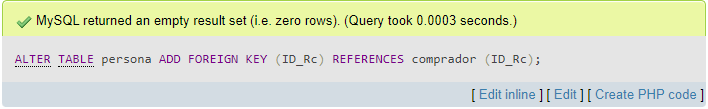 MySQL returned an empty result set (i.e. zero rows). (Query took 0.0003 seconds.)
ALTER TABLE persona ADD FOREIGN KEY (ID_Rc) REFERENCES comprador (ID_Rc);
[ Edit inline ] [ Edit ] [ Create PHP code ]